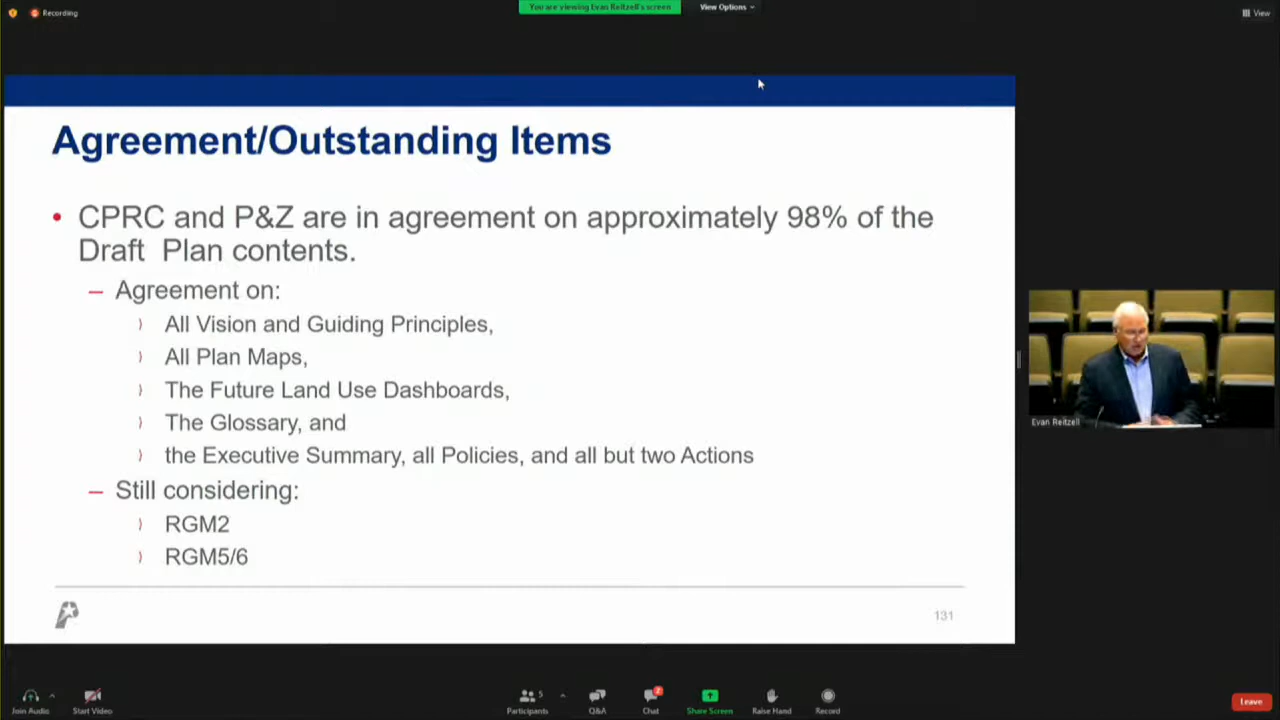 Recording
You are viewing Evan Reitzell's screen
View Options
View
Agreement/Outstanding Items
• CPRC and P&Z are in agreement on approximately 98% of the
Draft Plan contents.
– Agreement on:
All Vision and Guiding Principles,
All Plan Maps,
The Future Land Use Dashboards,
The Glossary, and
the Executive Summary, all Policies, and all but two Actions
– Still considering:
RGM2
RGM5/6
131
Evan Reitzell
Join Audio
Start Video
5
Participants
Q&A
2
Chat
Share Screen
Raise Hand
Record
Leave